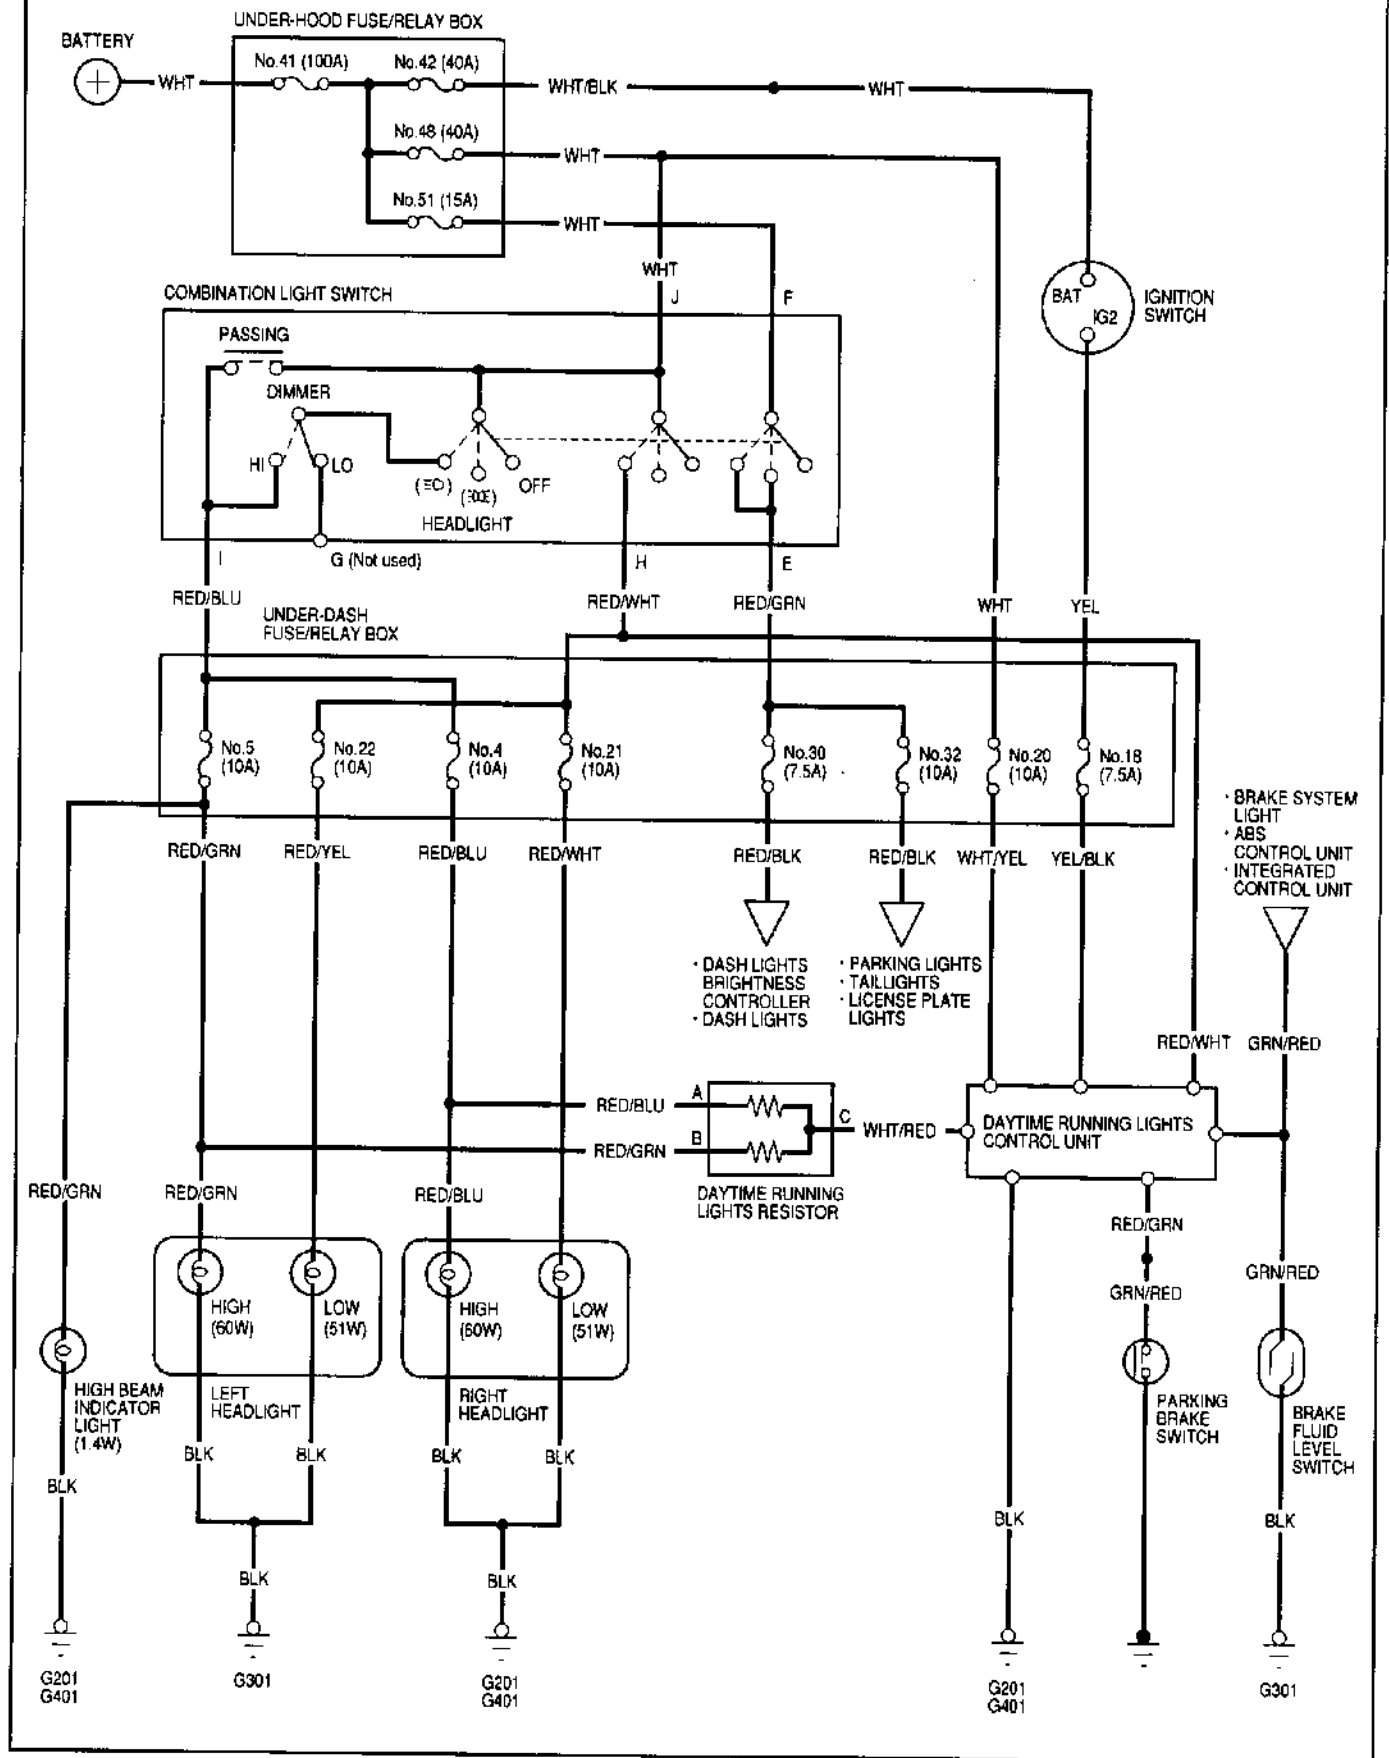 UNDER-HOOD FUSE/RELAY BOX
BATTERY
No.41 (100A)
No.42 (40A)
WHT
WHT/BLK
WHT
No.48 (40A)
WHT
No.51 (15A)
WHT
WHT
COMBINATION LIGHT SWITCH
J
F
BAT
IG2
IGNITION
SWITCH
PASSING
DIMMER
HI
LO
OFF
HEADLIGHT
I
G (Not used)
H
E
RED/BLU
RED/WHT
RED/GRN
WHT
YEL
UNDER-DASH
FUSE/RELAY BOX
No.5
(10A)
No.22
(10A)
No.4
(10A)
No.21
(10A)
No.30
(7.5A)
No.32
(10A)
No.20
(10A)
No.18
(7.5A)
· BRAKE SYSTEM
LIGHT
· ABS
CONTROL UNIT
· INTEGRATED
CONTROL UNIT
RED/GRN
RED/YEL
RED/BLU
RED/WHT
RED/BLK
RED/BLK
WHT/YEL
YEL/BLK
· DASH LIGHTS
BRIGHTNESS
CONTROLLER
· DASH LIGHTS
· PARKING LIGHTS
· TAILLIGHTS
· LICENSE PLATE
LIGHTS
RED/WHT
GRN/RED
RED/BLU
A
C
WHT/RED
DAYTIME RUNNING LIGHTS
CONTROL UNIT
RED/GRN
B
RED/GRN
RED/GRN
RED/BLU
DAYTIME RUNNING
LIGHTS RESISTOR
RED/GRN
GRN/RED
GRN/RED
HIGH
(60W)
LOW
(51W)
HIGH
(60W)
LOW
(51W)
HIGH BEAM
INDICATOR
LIGHT
(1.4W)
LEFT
HEADLIGHT
RIGHT
HEADLIGHT
PARKING
BRAKE
SWITCH
BRAKE
FLUID
LEVEL
SWITCH
BLK
BLK
BLK
BLK
BLK
BLK
BLK
BLK
BLK
G201
G401
G301
G201
G401
G201
G401
G301